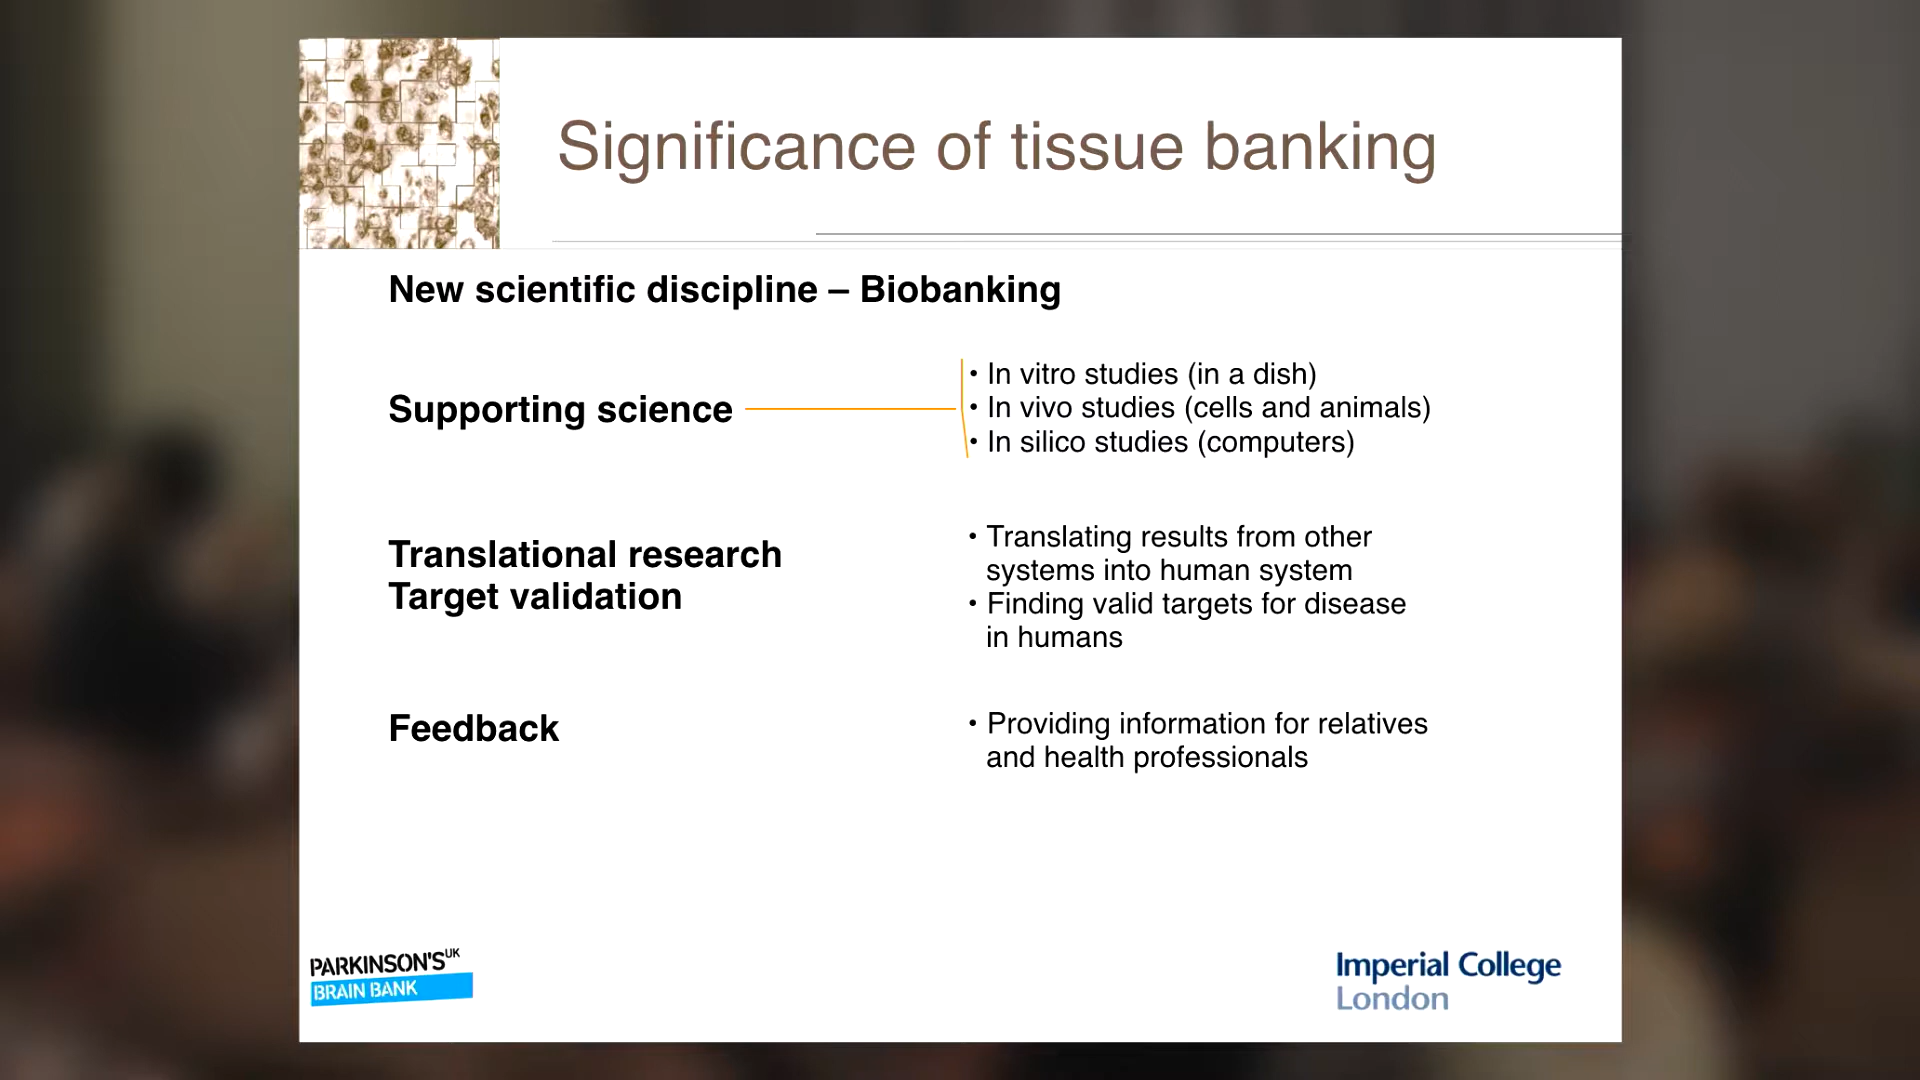 Significance of tissue banking
New scientific discipline – Biobanking
Supporting science
• In vitro studies (in a dish)
• In vivo studies (cells and animals)
• In silico studies (computers)
Translational research
Target validation
• Translating results from other
systems into human system
• Finding valid targets for disease
in humans
Feedback
• Providing information for relatives
and health professionals
PARKINSON'S UK
BRAIN BANK
Imperial College
London